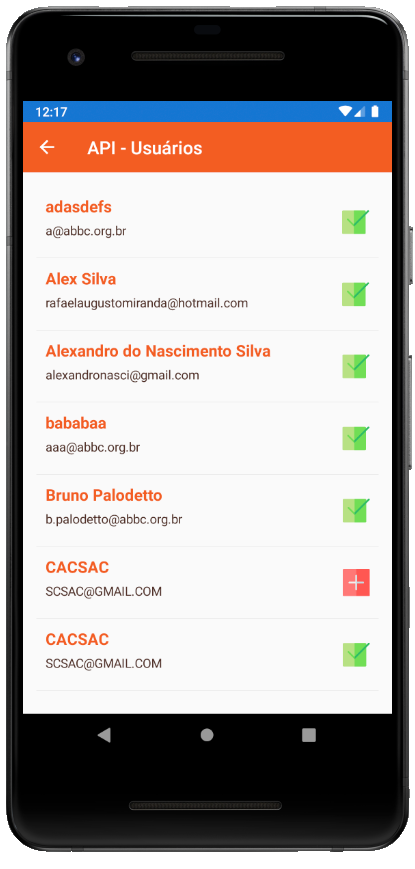 12:17
API - Usuários
adasdefs
a@abbc.org.br
Alex Silva
rafaelaugustomiranda@hotmail.com
Alexandro do Nascimento Silva
alexandronasci@gmail.com
bababaa
aaa@abbc.org.br
Bruno Palodetto
b.palodetto@abbc.org.br
CACSAC
SCSAC@GMAIL.COM
CACSAC
SCSAC@GMAIL.COM